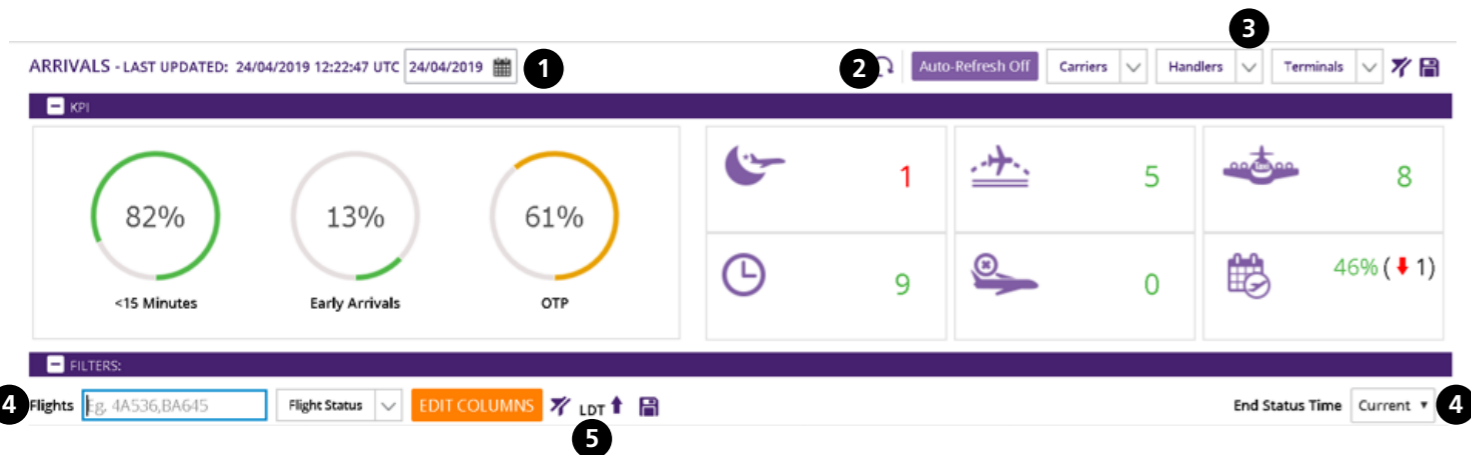 3
ARRIVALS - LAST UPDATED: 24/04/2019 12:22:47 UTC 24/04/2019 1 2 Auto-Refresh Off Carriers Handlers Terminals
KPI
82% 13% 61%
<15 Minutes Early Arrivals OTP
1 5 Taxi 8
9 0 46% ( 1)
FILTERS:
4 Flights Eg. 4A536,BA645 Flight Status EDIT COLUMNS LDT End Status Time Current 4
5